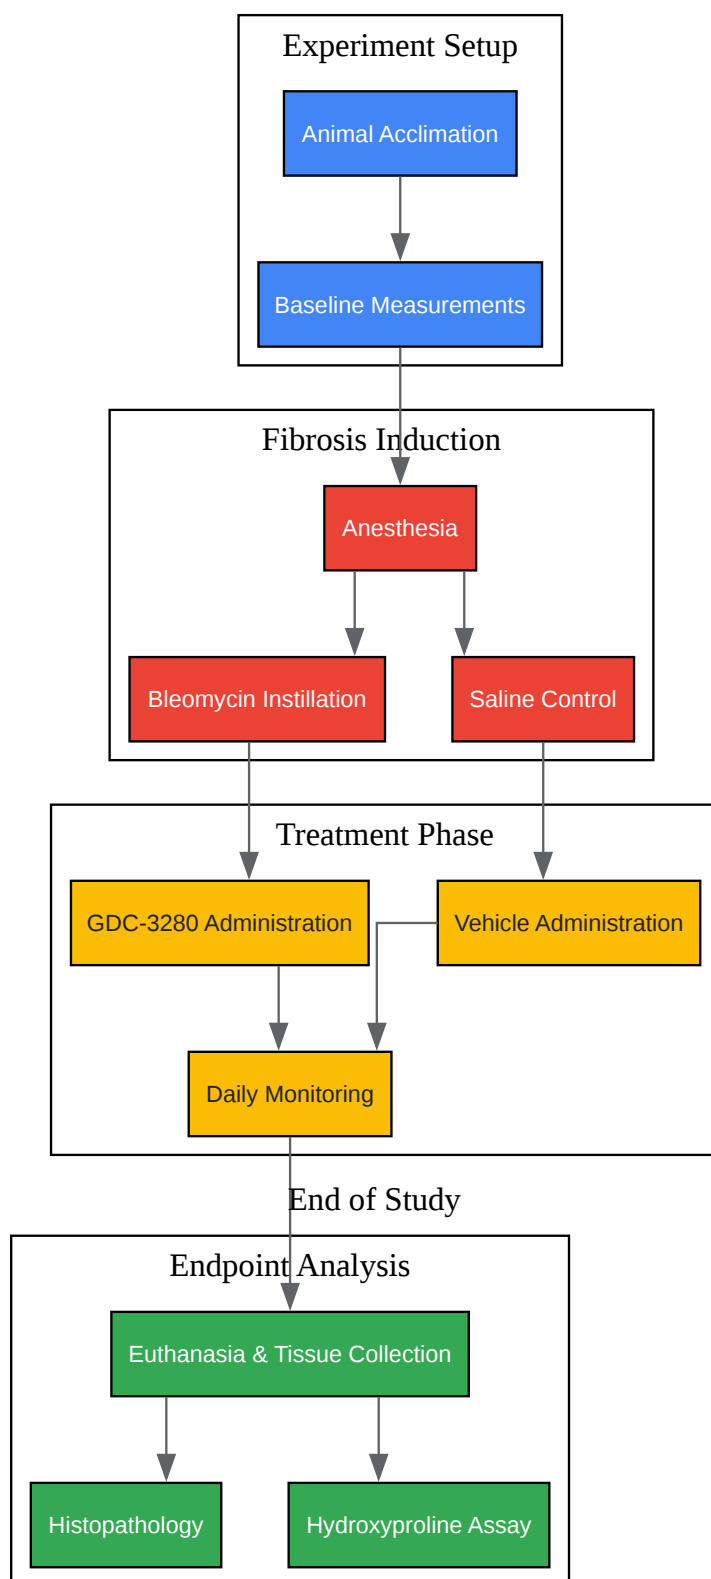 Experiment Setup
Animal Acclimation
Baseline Measurements
Fibrosis Induction
Anesthesia
Bleomycin Instillation
Saline Control
Treatment Phase
GDC-3280 Administration
Vehicle Administration
Daily Monitoring
End of Study
Endpoint Analysis
Euthanasia & Tissue Collection
Histopathology
Hydroxyproline Assay